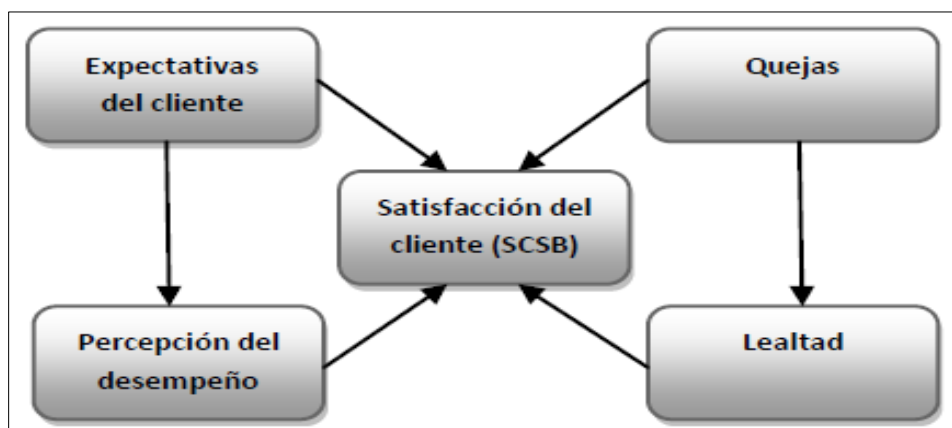 Expectativas
del cliente
Quejas
Satisfacción del
cliente (SCSB)
Percepción del
desempeño
Lealtad